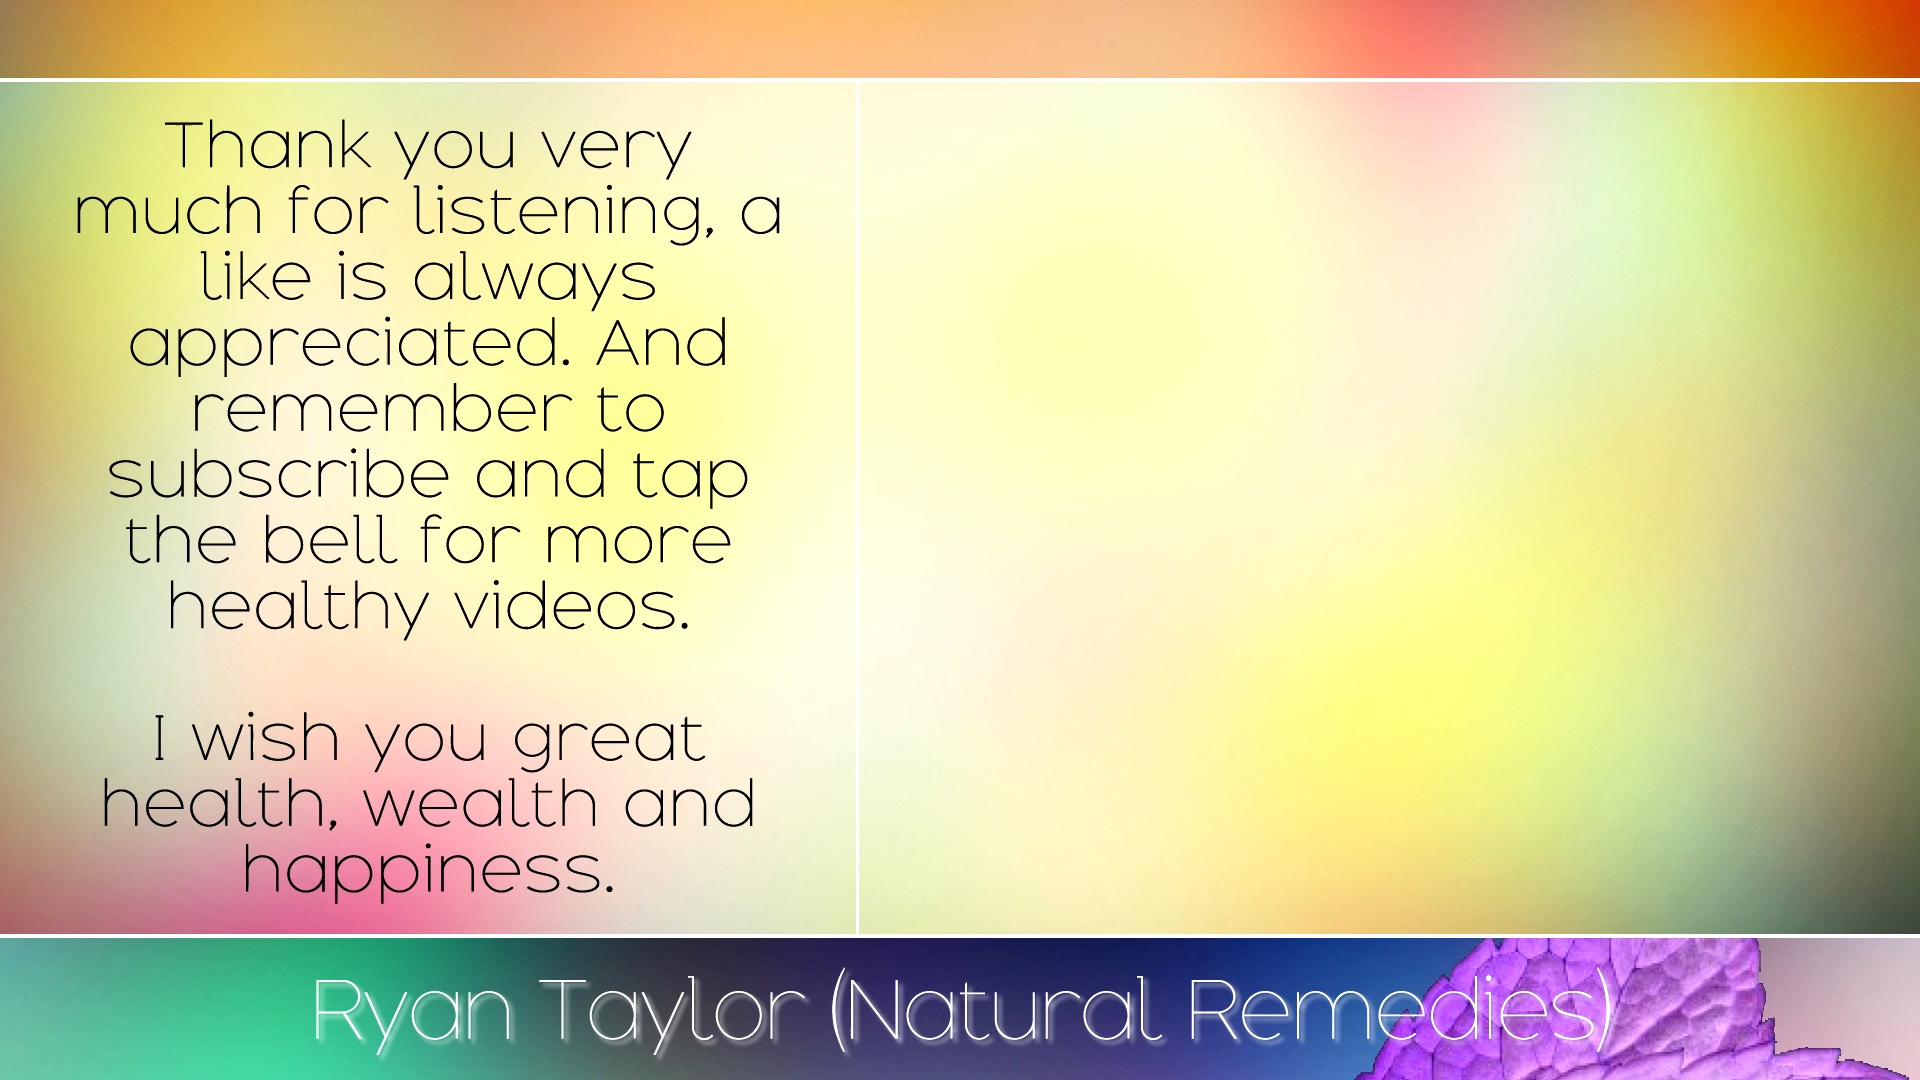 Thank you very
much for listening, a
like is always
appreciated. And
remember to
subscribe and tap
the bell for more
healthy videos.
I wish you great
health, wealth and
happiness.
Ryan Taylor (Natural Remedies)